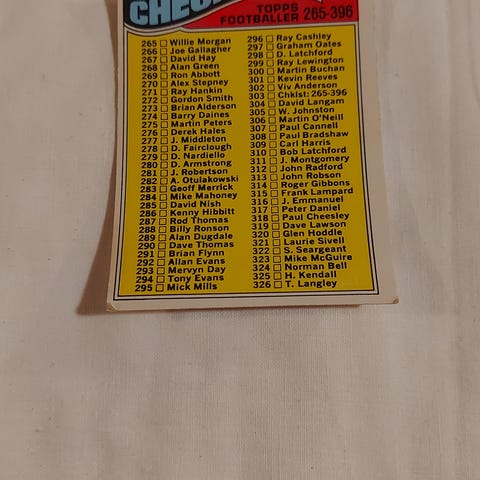 CHECK
TOPPS
FOOTBALLER 265-396
265 Willie Morgan
266 Joe Gallagher
267 David Hay
268 Alan Green
269 Ron Abbott
270 Alex Stepney
271 Ray Hankin
272 Gordon Smith
273 Brian Alderson
274 Barry Daines
275 Martin Peters
276 Derek Hales
277 J. Middleton
278 D. Fairclough
279 D. Nardiello
280 D. Armstrong
281 J. Robertson
282 A. Otulakowski
283 Geoff Merrick
284 Mike Mahoney
285 David Nish
286 Kenny Hibbitt
287 Rod Thomas
288 Billy Ronson
289 Alan Dugdale
290 Dave Thomas
291 Brian Flynn
292 Allan Evans
293 Mervyn Day
294 Tony Evans
295 Mick Mills
296 Ray Cashley
297 Graham Oates
298 D. Latchford
299 Ray Lewington
300 Martin Buchan
301 Kevin Reeves
302 Viv Anderson
303 Chklst: 265-396
304 David Langam
305 W. Johnston
306 Martin O'Neill
307 Paul Cannell
308 Paul Bradshaw
309 Carl Harris
310 Bob Latchford
311 J. Montgomery
312 John Radford
313 John Robson
314 Roger Gibbons
315 Frank Lampard
316 J. Emmanuel
317 Peter Daniel
318 Paul Cheesley
319 Dave Lawson
320 Glen Hoddle
321 Laurie Sivell
322 S. Seargeant
323 Mike McGuire
324 Norman Bell
325 H. Kendall
326 T. Langley